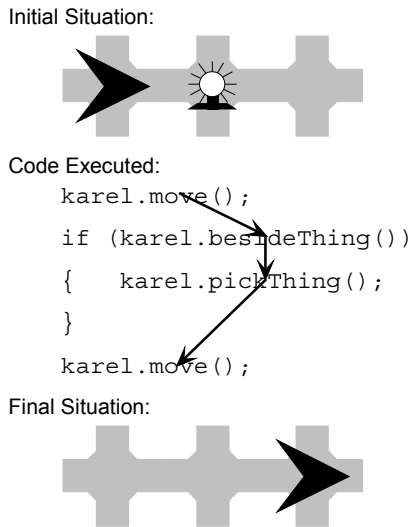 Initial Situation:
Code Executed:
karel.move();
if (karel.besideThing())
{ karel.pickThing();
}
karel.move();
Final Situation: